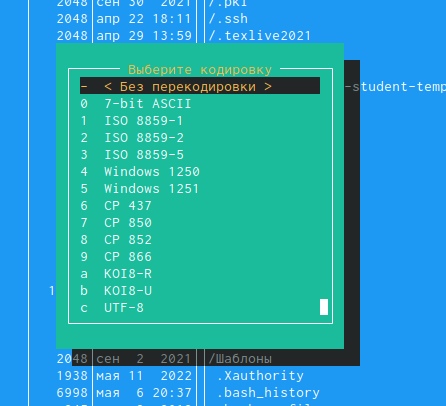 2048 сен 30 2021 /.pki
2048 апр 22 18:11 /.ssh
2048 апр 29 13:59 /.texlive2021
Выберите кодировку
- < Без перекодировки >
-student-temp
0 7-bit ASCII
1 ISO 8859-1
2 ISO 8859-2
3 ISO 8859-5
4 Windows 1250
5 Windows 1251
6 CP 437
7 CP 850
8 CP 852
9 CP 866
a KOI8-R
1
b KOI8-U
c UTF-8
2048 сен 2 2021 /Шаблоны
1938 мая 11 2022 .Xauthority
6998 мая 6 20:37 .bash_history